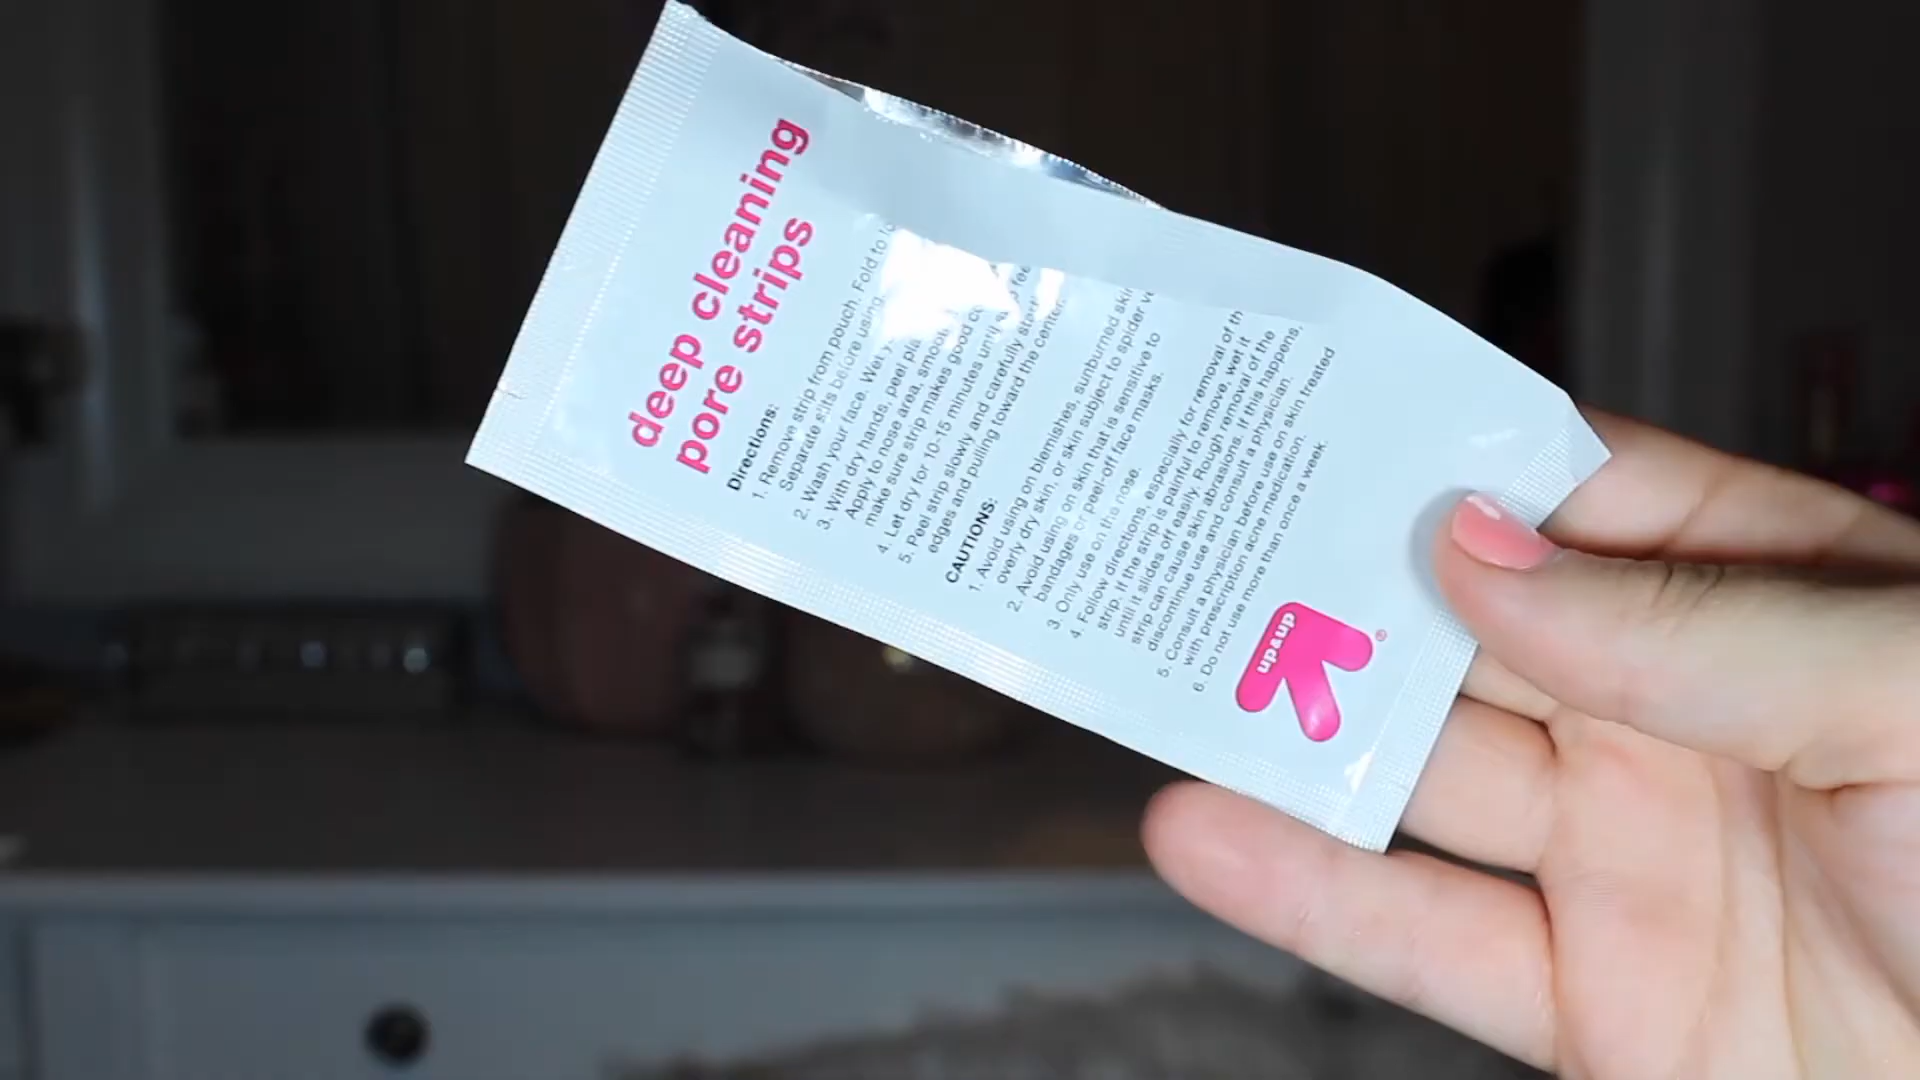 deep cleaning
pore strips
Directions:
1. Remove strip from pouch. Fold to
Separate slits before using.
2. Wash your face. Wet
3. With dry hands, peel
Apply to nose area, smooth
make sure strip makes good
4. Let dry for 10-15 minutes until
5. Peel strip slowly and carefully
edges and pulling toward the center.
CAUTIONS:
1. Avoid using on blemishes, sunburned
overly dry skin, or skin subject to spider
2. Avoid using on skin that is sensitive to
bandages or peel-off face masks.
3. Only use on the nose.
4. Follow directions, especially for removal of
strip. If the strip is painful to remove, wet it
until it slides off easily. Rough removal of the
strip can cause skin abrasions. If this happens,
discontinue use and consult a physician.
5. Consult a physician before use on skin treated
with prescription acne medication.
6. Do not use more than once a week.
up&up®